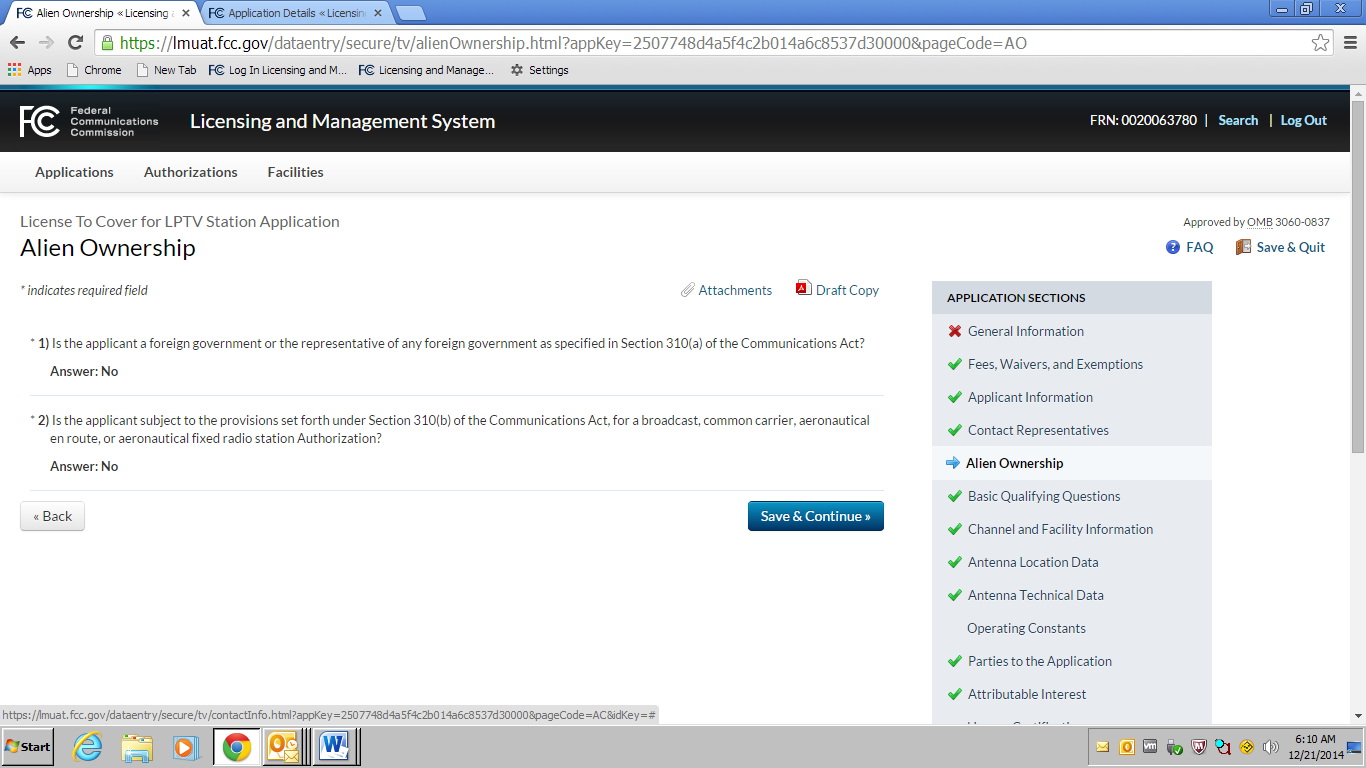 Alien Ownership « Licensing a
Application Details « Licensin
https://lmuat.fcc.gov/dataentry/secure/tv/alienOwnership.html?appKey=2507748d4a5f4c2b014a6c8537d30000&pageCode=AO
Apps Chrome New Tab Log In Licensing and M... Licensing and Manage... Settings
FCC Federal Communications Commission
Licensing and Management System
FRN: 0020063780 | Search | Log Out
Applications Authorizations Facilities
License To Cover for LPTV Station Application
Approved by OMB 3060-0837
Alien Ownership
FAQ Save & Quit
* indicates required field
Attachments Draft Copy
* 1) Is the applicant a foreign government or the representative of any foreign government as specified in Section 310(a) of the Communications Act?
Answer: No
* 2) Is the applicant subject to the provisions set forth under Section 310(b) of the Communications Act, for a broadcast, common carrier, aeronautical
en route, or aeronautical fixed radio station Authorization?
Answer: No
« Back
Save & Continue »
APPLICATION SECTIONS
General Information
Fees, Waivers, and Exemptions
Applicant Information
Contact Representatives
Alien Ownership
Basic Qualifying Questions
Channel and Facility Information
Antenna Location Data
Antenna Technical Data
Operating Constants
Parties to the Application
Attributable Interest
https://lmuat.fcc.gov/dataentry/secure/tv/contactInfo.html?appKey=2507748d4a5f4c2b014a6c8537d30000&pageCode=AC&idKey=#
Start
6:10 AM
12/21/2014